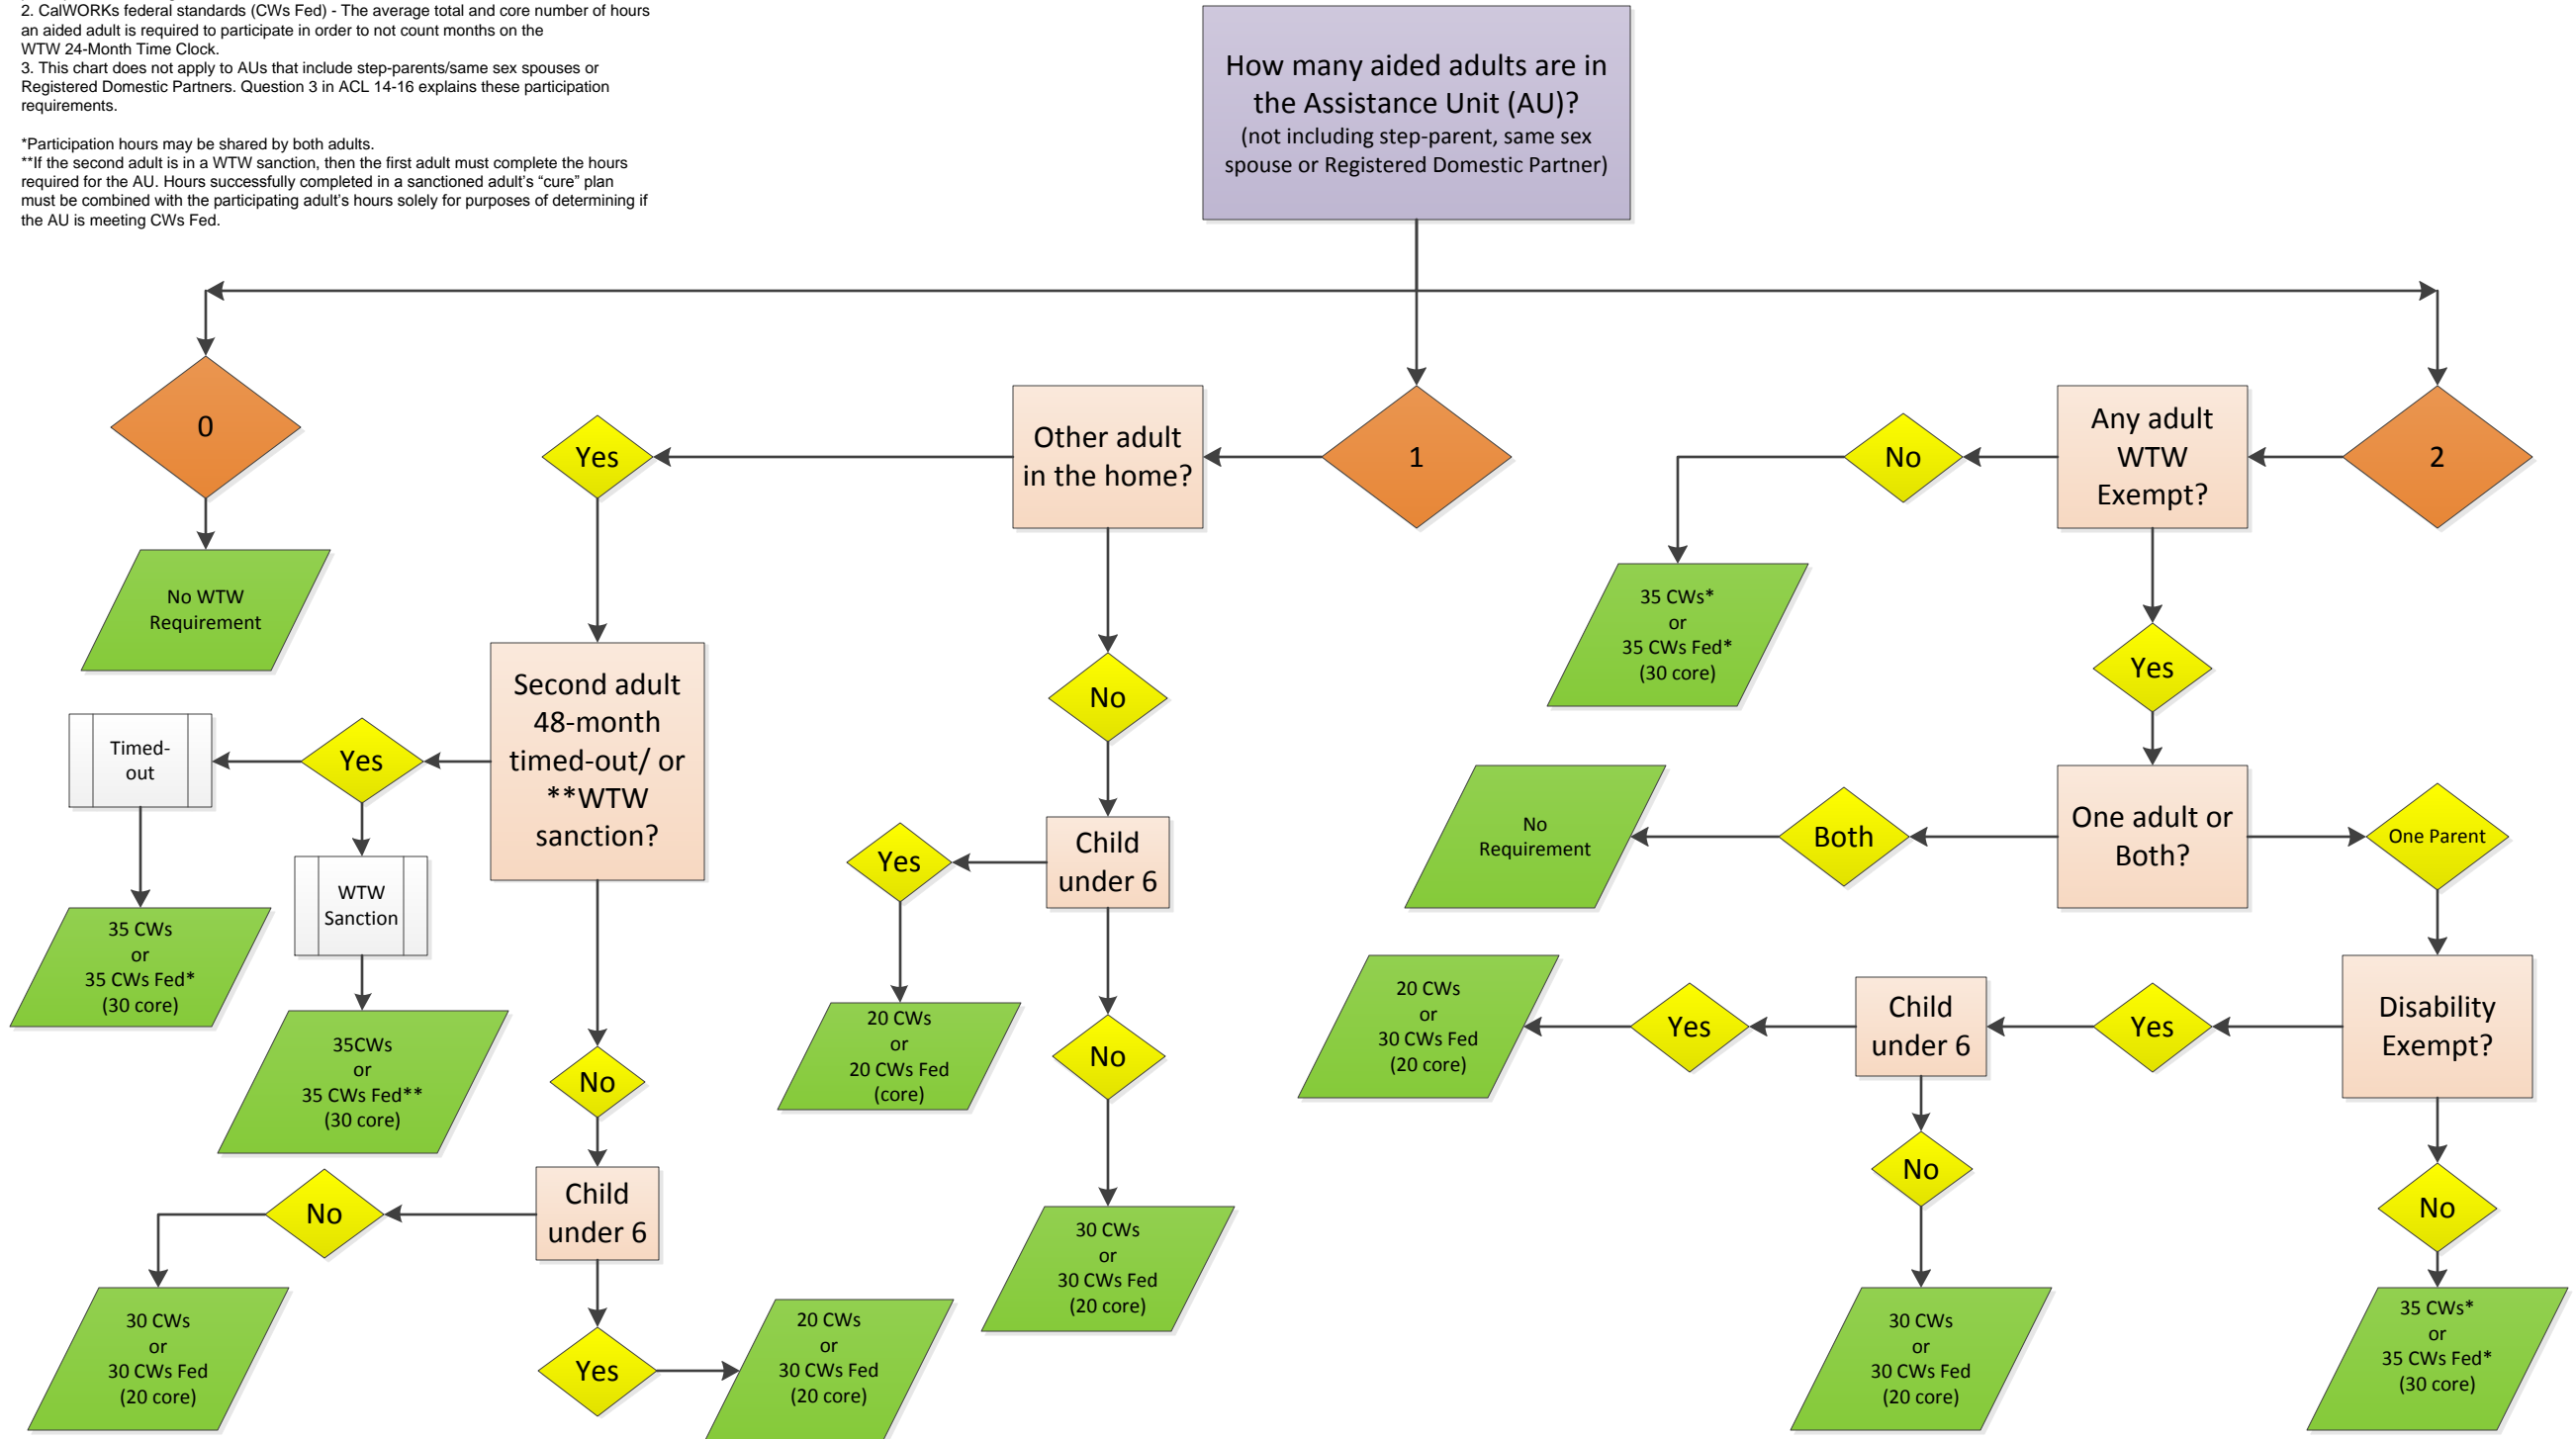 2. CalWORKs federal standards (CWs Fed) - The average total and core number of hours
an aided adult is required to participate in order to not count months on the
WTW 24-Month Time Clock.
3. This chart does not apply to AUs that include step-parents/same sex spouses or
Registered Domestic Partners. Question 3 in ACL 14-16 explains these participation
requirements.
*Participation hours may be shared by both adults.
**If the second adult is in a WTW sanction, then the first adult must complete the hours
required for the AU. Hours successfully completed in a sanctioned adult's “cure” plan
must be combined with the participating adult's hours solely for purposes of determining if
the AU is meeting CWs Fed.
How many aided adults are in
the Assistance Unit (AU)?
(not including step-parent, same sex
spouse or Registered Domestic Partner)
0
No WTW
Requirement
1
Other adult
in the home?
Yes
Second adult
48-month
timed-out/ or
**WTW
sanction?
Yes
Timed-
out
35 CWs
or
35 CWs Fed*
(30 core)
WTW
Sanction
35CWs
or
35 CWs Fed**
(30 core)
No
Child
under 6
No
30 CWs
or
30 CWs Fed
(20 core)
Yes
20 CWs
or
30 CWs Fed
(20 core)
No
Child
under 6
Yes
20 CWs
or
20 CWs Fed
(core)
No
30 CWs
or
30 CWs Fed
(20 core)
2
Any adult
WTW
Exempt?
No
35 CWs*
or
35 CWs Fed*
(30 core)
Yes
One adult or
Both?
Both
No
Requirement
One Parent
Disability
Exempt?
Yes
Child
under 6
Yes
20 CWs
or
30 CWs Fed
(20 core)
No
30 CWs
or
30 CWs Fed
(20 core)
No
35 CWs*
or
35 CWs Fed*
(30 core)